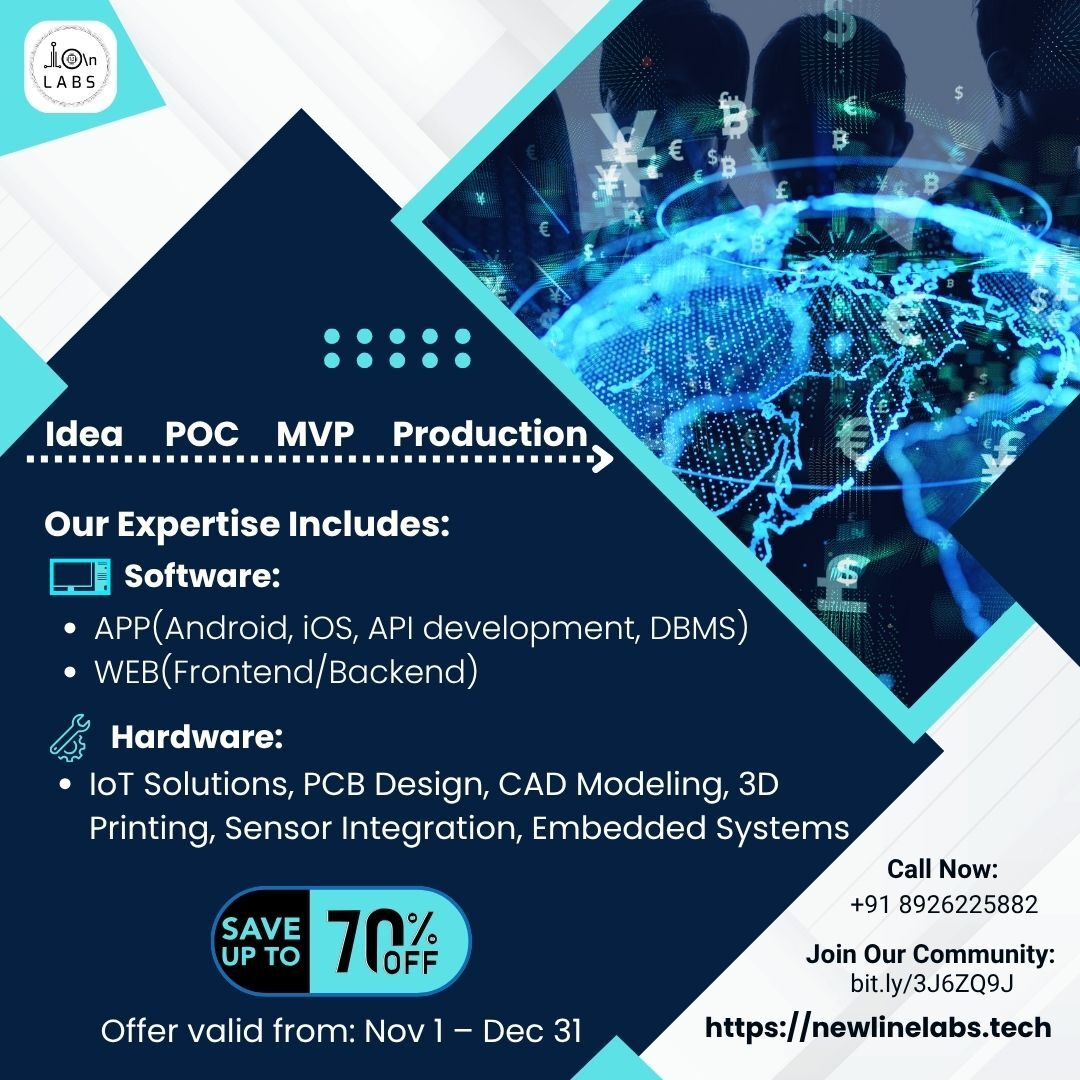 \n
LABS
Idea POC MVP Production
Our Expertise Includes:
Software:
• APP(Android, iOS, API development, DBMS)
• WEB(Frontend/Backend)
Hardware:
• IoT Solutions, PCB Design, CAD Modeling, 3D
Printing, Sensor Integration, Embedded Systems
SAVE
UP TO
70%
OFF
Offer valid from: Nov 1 – Dec 31
Call Now:
+91 8926225882
Join Our Community:
bit.ly/3J6ZQ9J
https://newlinelabs.tech